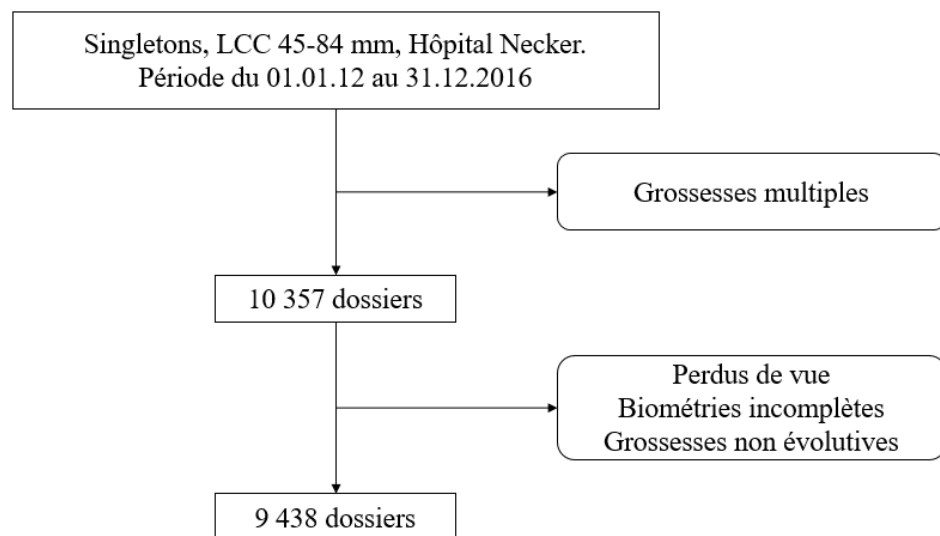 Singletons, LCC 45-84 mm, Hôpital Necker.
Période du 01.01.12 au 31.12.2016
Grossesses multiples
10 357 dossiers
Perdus de vue
Biométries incomplètes
Grossesses non évolutives
9 438 dossiers